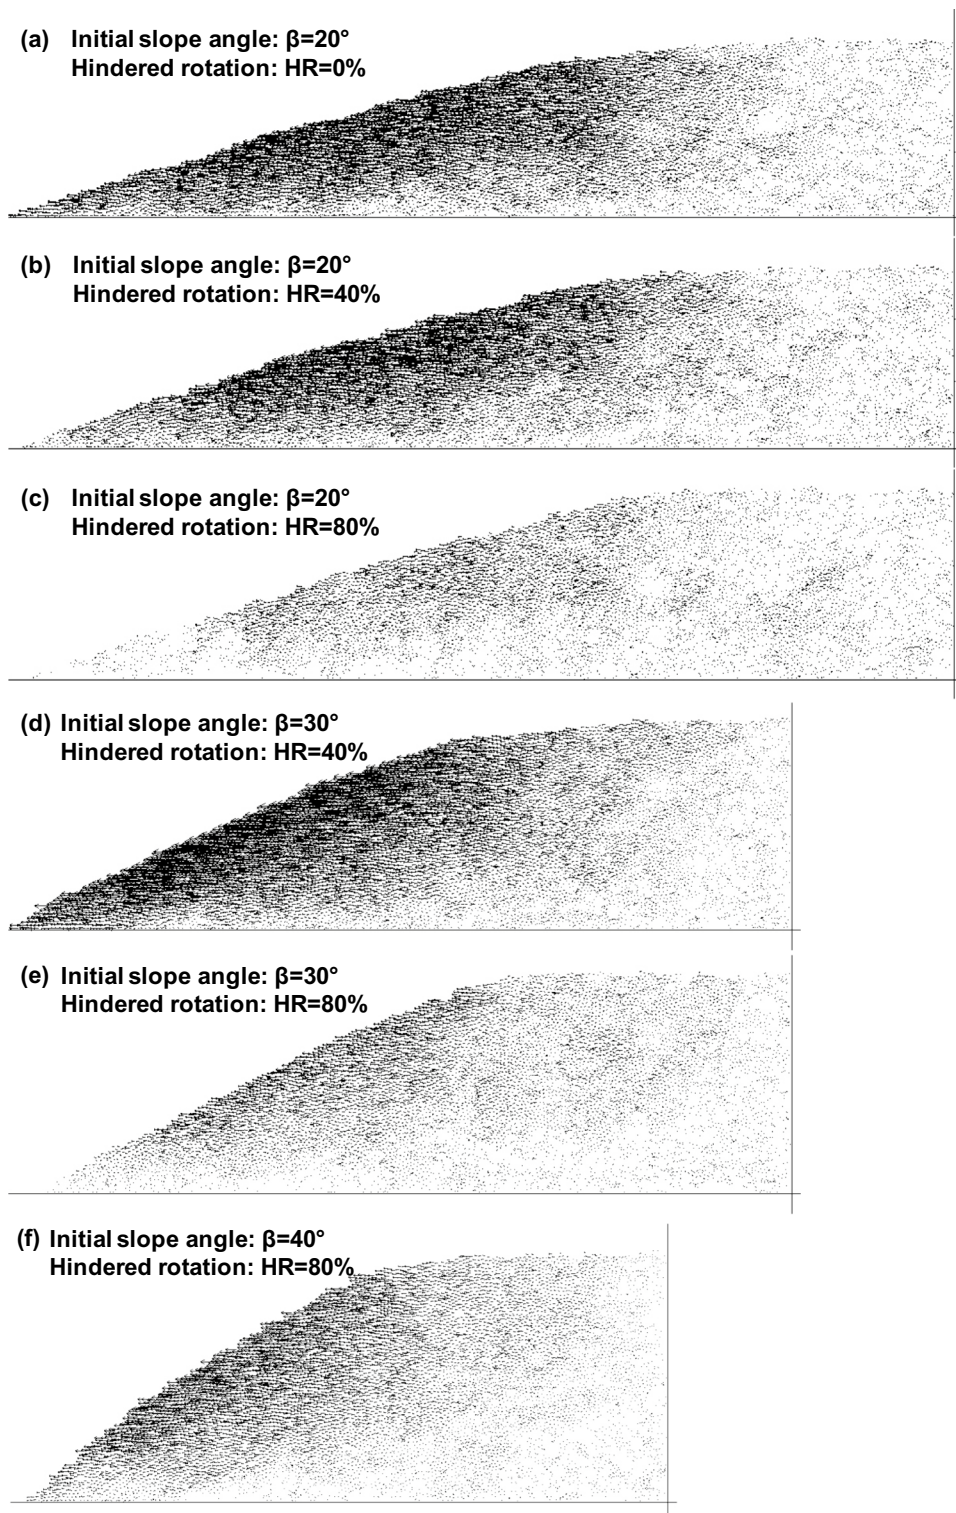 (a) Initial slope angle: β=20°
Hindered rotation: HR=0%
(b) Initial slope angle: β=20°
Hindered rotation: HR=40%
(c) Initial slope angle: β=20°
Hindered rotation: HR=80%
(d) Initial slope angle: β=30°
Hindered rotation: HR=40%
(e) Initial slope angle: β=30°
Hindered rotation: HR=80%
(f) Initial slope angle: β=40°
Hindered rotation: HR=80%